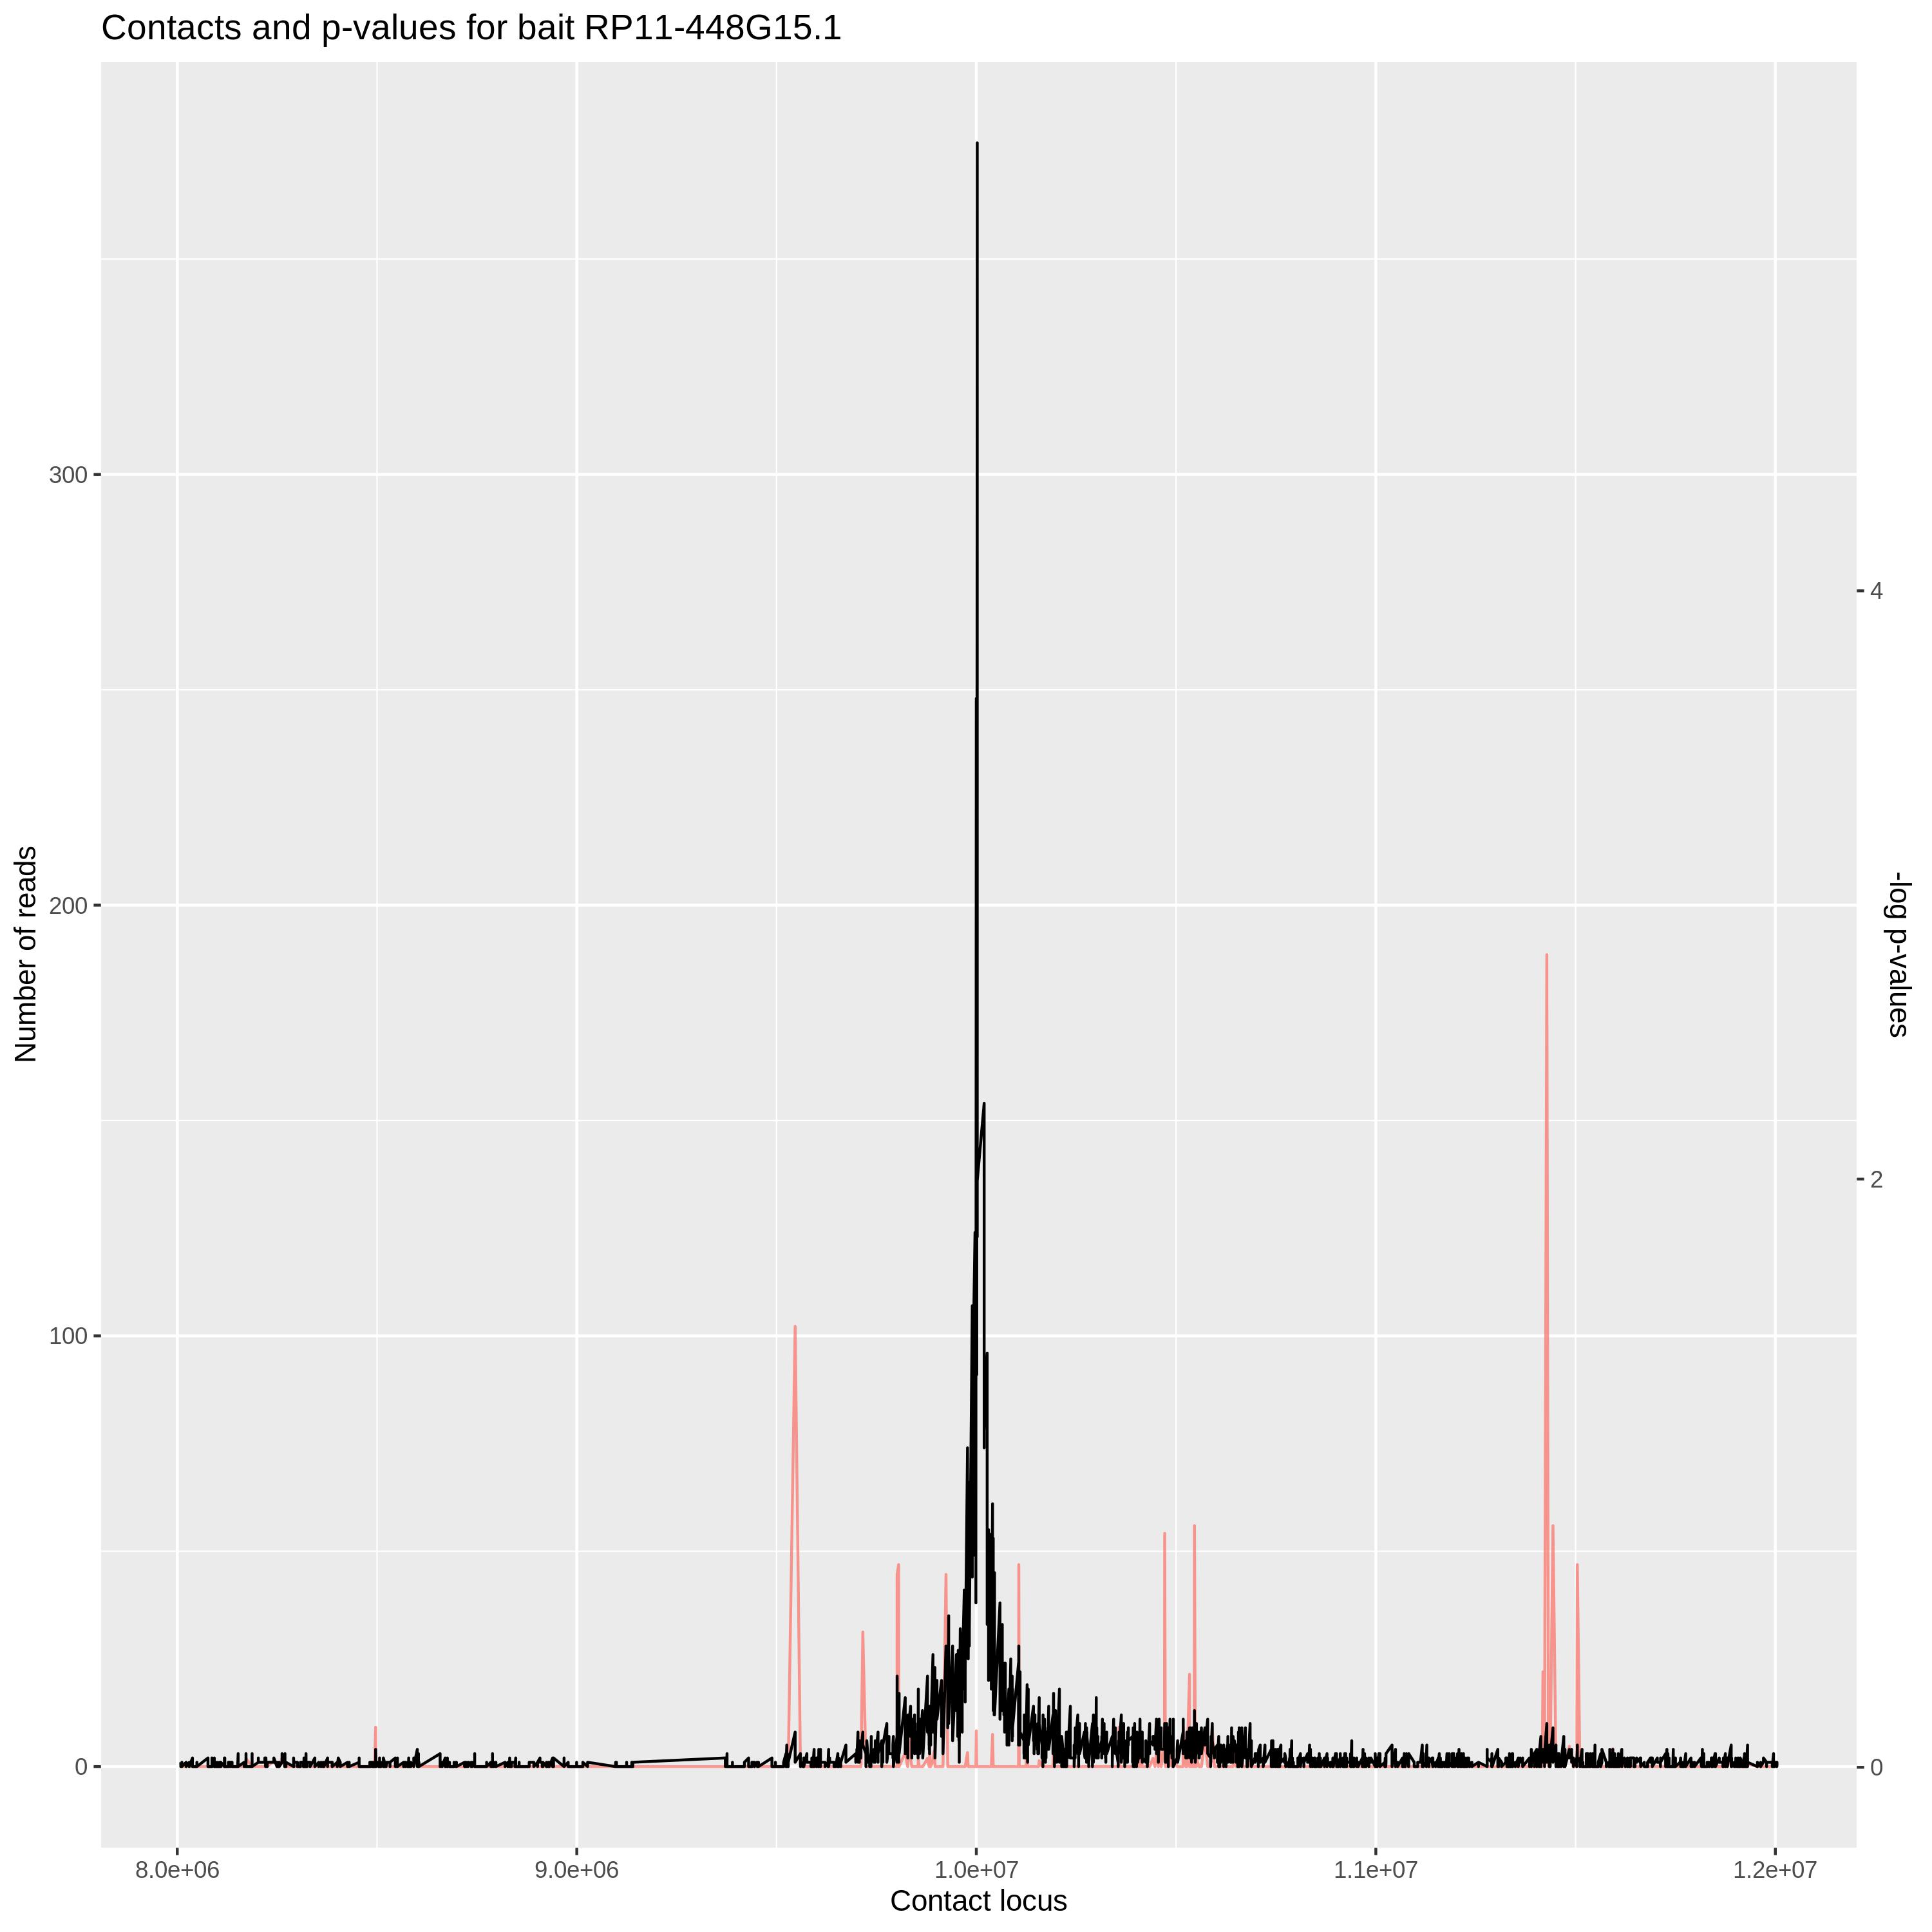 Contacts and p-values for bait RP11-448G15.1
300
200
100
0
Number of reads
4
2
0
-log p-values
8.0e+06
9.0e+06
1.0e+07
1.1e+07
1.2e+07
Contact locus